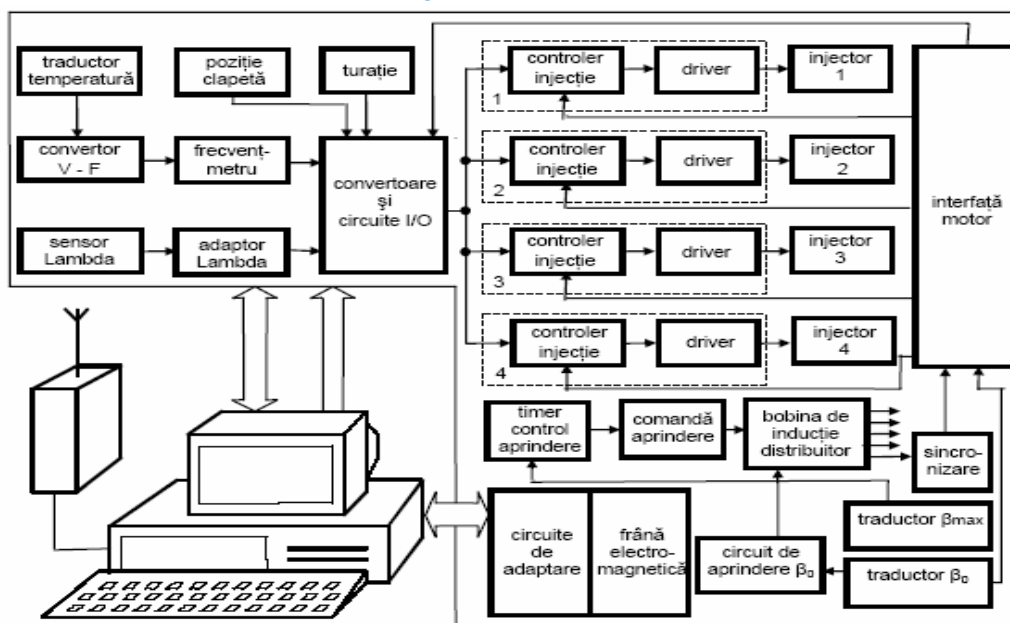 traductor
temperatură
poziție
clapetă
turație
convertor
V - F
frecvenț-
metru
convertoare
şi
circuite I/O
sensor
Lambda
adaptor
Lambda
controler
injecție
driver
injector
1
1
controler
injecție
driver
injector
2
2
controler
injecție
driver
injector
3
3
controler
injecție
driver
injector
4
4
interfață
motor
timer
control
aprindere
comandă
aprindere
bobina de
inducție
distribuitor
sincro-
nizare
circuite
de
adaptare
frână
electro-
magnetică
circuit de
aprindere β₀
traductor βmax
traductor β₀